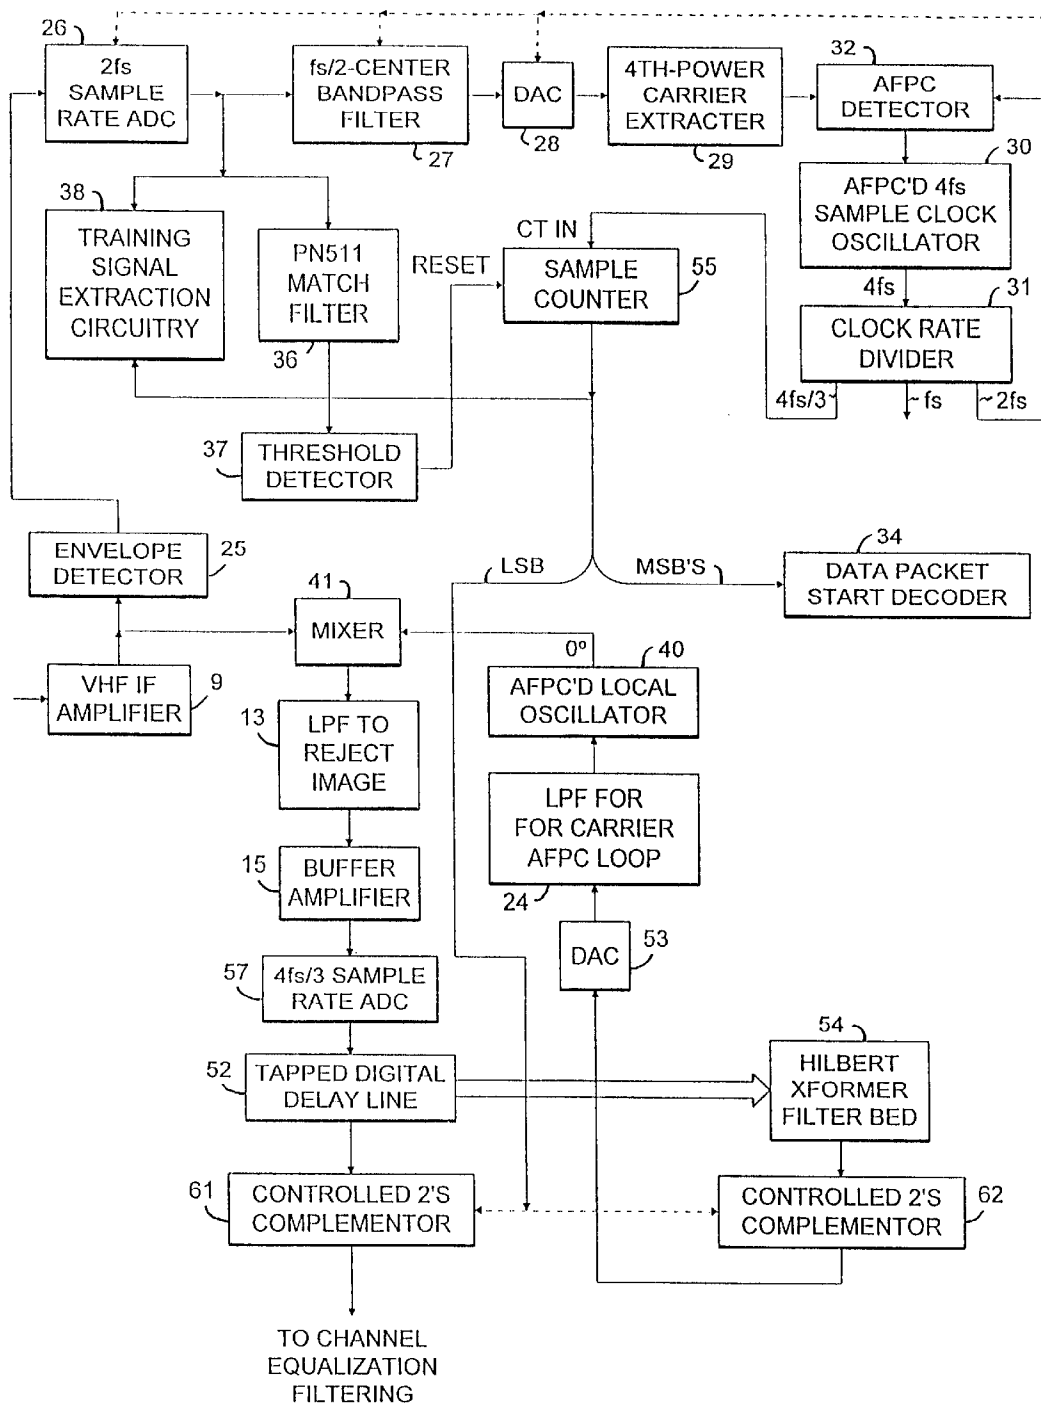 26
2fs
SAMPLE
RATE ADC
fs/2-CENTER
BANDPASS
FILTER
27
DAC
28
4TH-POWER
CARRIER
EXTRACTER
29
32
AFPC
DETECTOR
30
AFPC'D 4fs
SAMPLE CLOCK
OSCILLATOR
4fs
31
CLOCK RATE
DIVIDER
4fs/3
fs
2fs
38
TRAINING
SIGNAL
EXTRACTION
CIRCUITRY
PN511
MATCH
FILTER
36
RESET
CT IN
SAMPLE
COUNTER
55
37
THRESHOLD
DETECTOR
ENVELOPE
DETECTOR
25
LSB
MSB'S
34
DATA PACKET
START DECODER
41
MIXER
0°
40
AFPC'D LOCAL
OSCILLATOR
VHF IF
AMPLIFIER
9
13
LPF TO
REJECT
IMAGE
LPF FOR
FOR CARRIER
AFPC LOOP
24
15
BUFFER
AMPLIFIER
DAC
53
57
4fs/3 SAMPLE
RATE ADC
52
TAPPED DIGITAL
DELAY LINE
54
HILBERT
XFORMER
FILTER BED
61
CONTROLLED 2'S
COMPLEMENTOR
CONTROLLED 2'S
COMPLEMENTOR
62
TO CHANNEL
EQUALIZATION
FILTERING